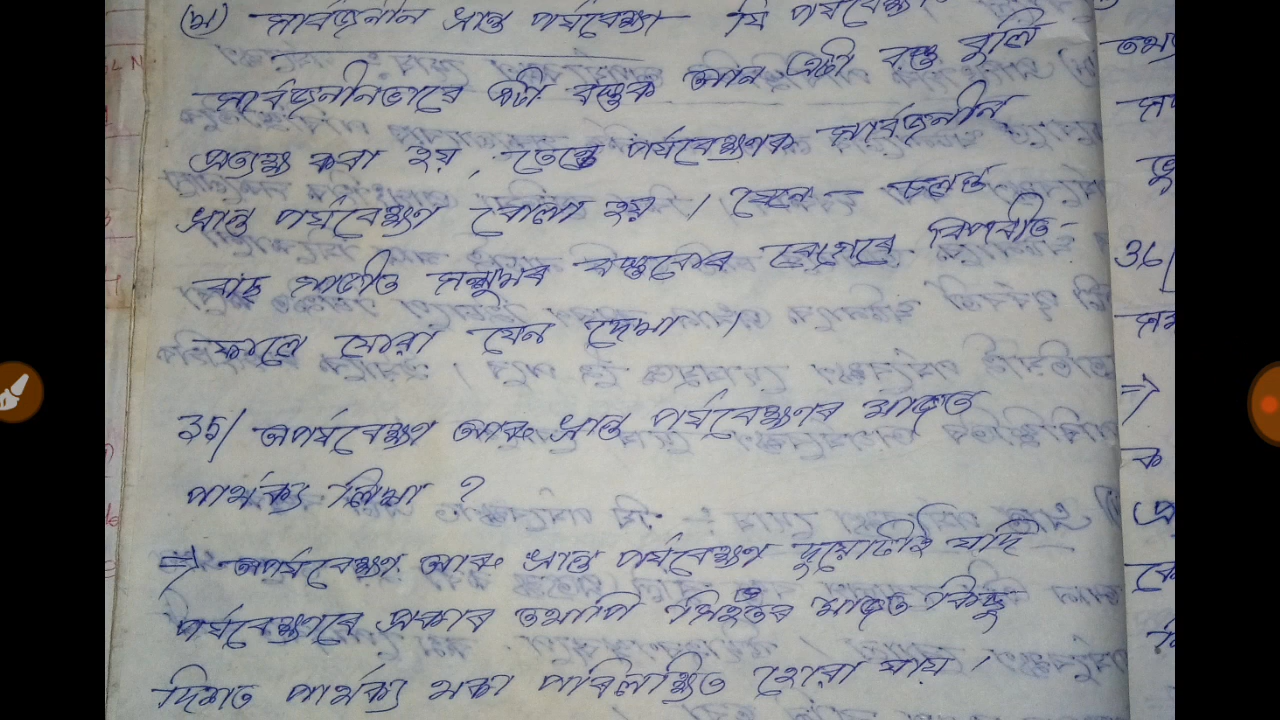 (b) সাৰ্বজনীন ভ্ৰান্ত পৰ্যবেক্ষণ যি পৰ্যবেক্ষণ
সাৰ্বজনীনভাবে এটা বস্তুক আন এটা বস্তু বুলি
প্ৰত্যক্ষ কৰা হয়, তেন্তে পৰ্যবেক্ষণক সাৰ্বজনীন
ভ্ৰান্ত পৰ্যবেক্ষণ বোলা হয়। যেনে - চলন্ত
বাছ গাড়ীত সন্মুখৰ বস্তুবোৰ বেগেৰে বিপৰীত-
ফালে যোৱা যেন দেখা।
35/ অপৰ্যবেক্ষণ আৰু ভ্ৰান্ত পৰ্যবেক্ষণৰ মাজত
পাৰ্থক্য লিখা ?
=> অপৰ্যবেক্ষণ আৰু ভ্ৰান্ত পৰ্যবেক্ষণ দুয়োটাই যদি
পৰ্যবেক্ষণৰে প্ৰকাৰ তথাপি সিহঁতৰ মাজত কিছু
দিশত পাৰ্থক্য থকা পৰিলক্ষিত হোৱা যায়।
36/
=>
ক